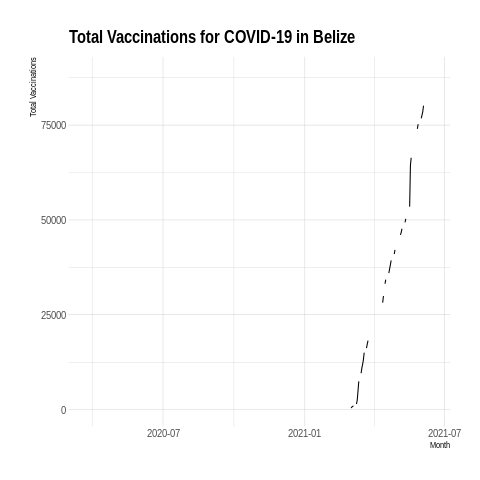 Total Vaccinations for COVID-19 in Belize
Total Vaccinations
75000
50000
25000
0
2020-07 2021-01 2021-07
Month